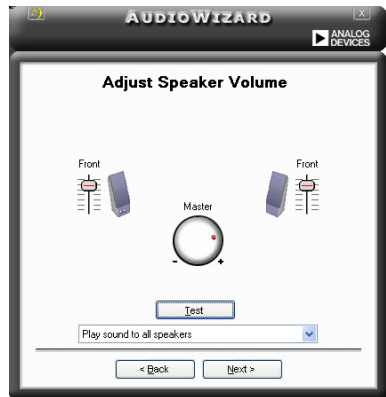 AUDIOWIZARD
X
ANALOG
DEVICES
Adjust Speaker Volume
Front
Front
Master
- +
Test
Play sound to all speakers
< Back
Next >